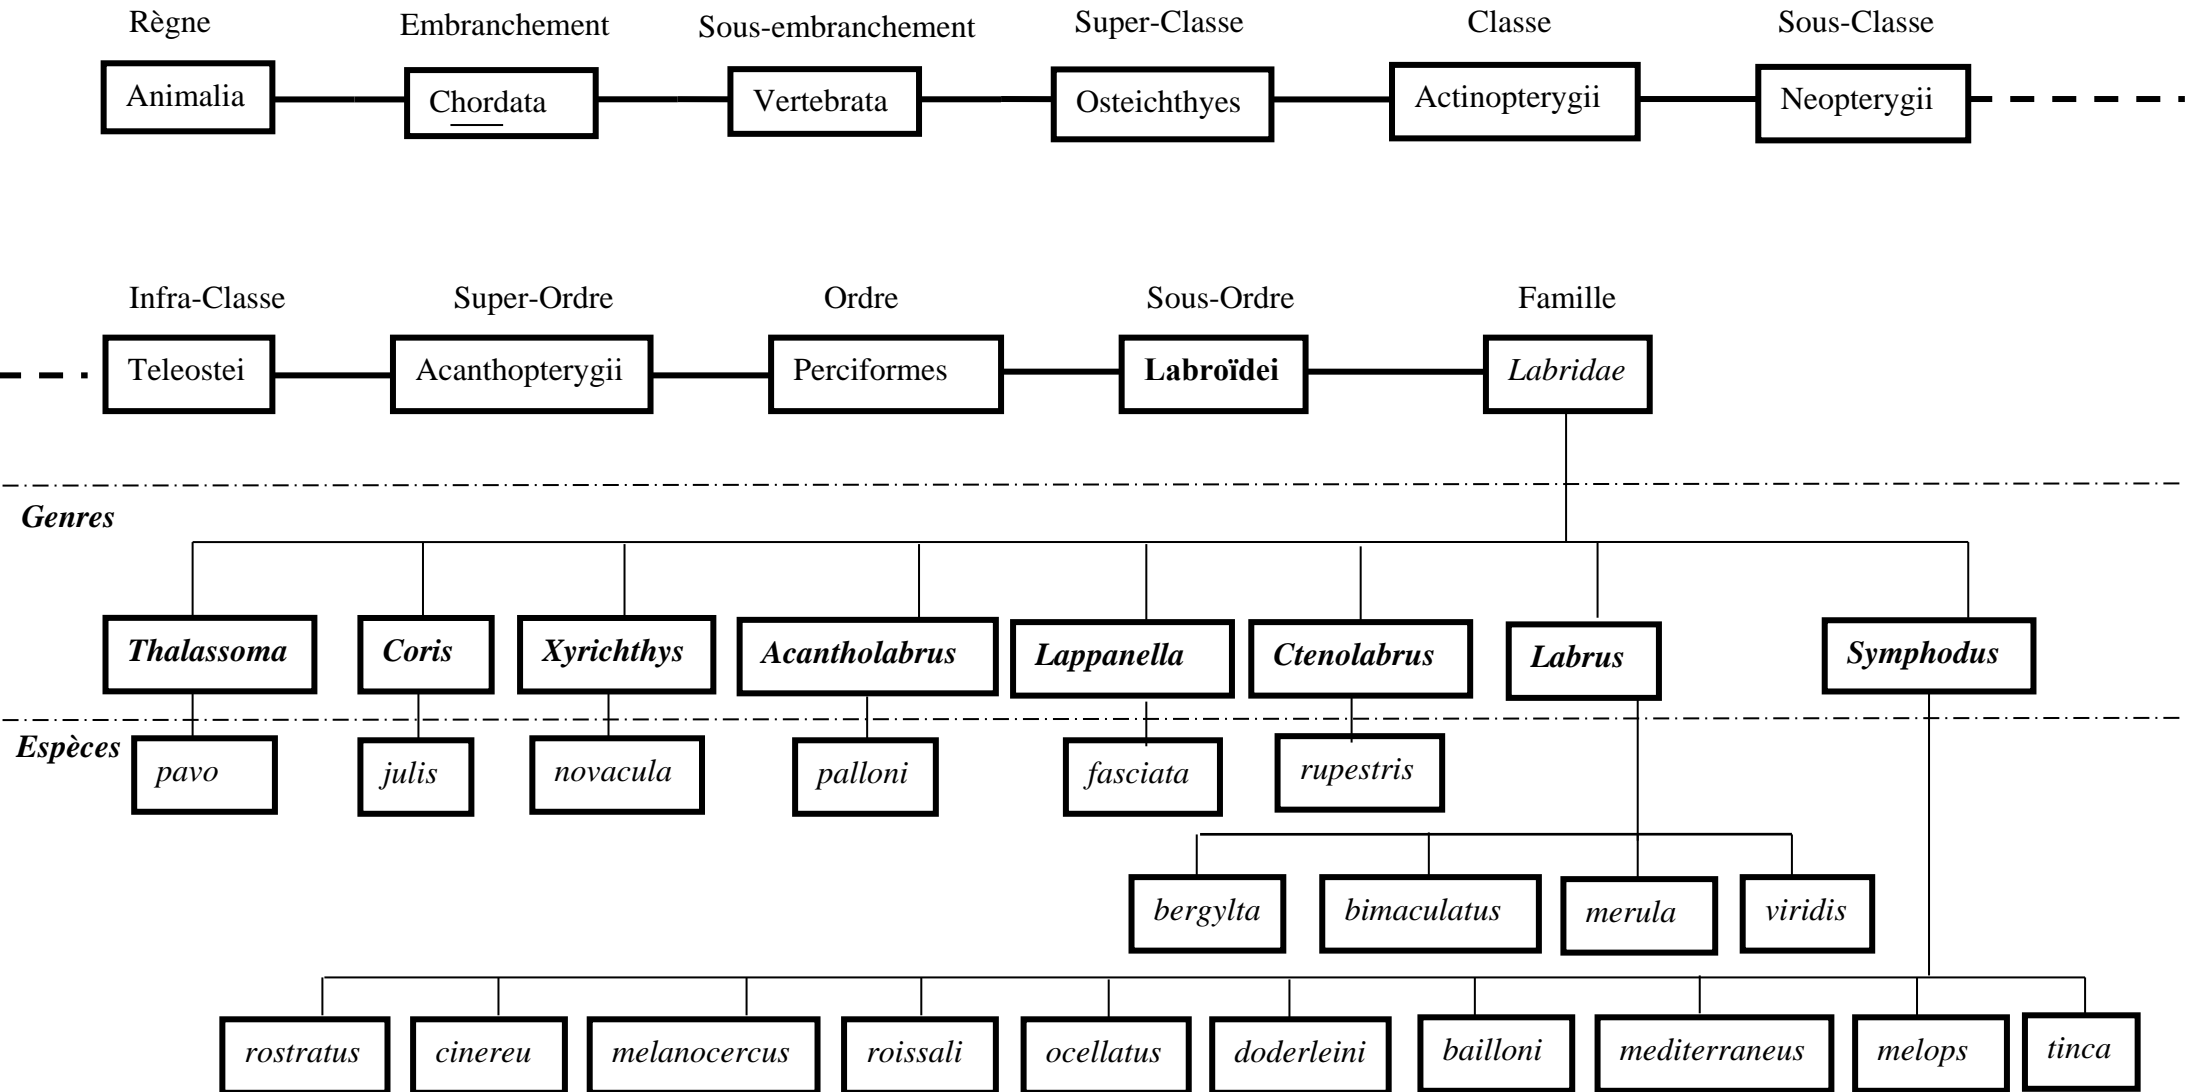 Règne Embranchement Sous-embranchement Super-Classe Classe Sous-Classe
Animalia Chordata Vertebrata Osteichthyes Actinopterygii Neopterygii
Infra-Classe Super-Ordre Ordre Sous-Ordre Famille
Teleostei Acanthopterygii Perciformes Labroïdei Labridae
Genres
Thalassoma Coris Xyrichthys Acantholabrus Lappanella Ctenolabrus Labrus Symphodus
Espèces
pavo julis novacula palloni fasciata rupestris
bergylta bimaculatus merula viridis
rostratus cinereu melanocercus roissali ocellatus doderleini bailloni mediterraneus melops tinca